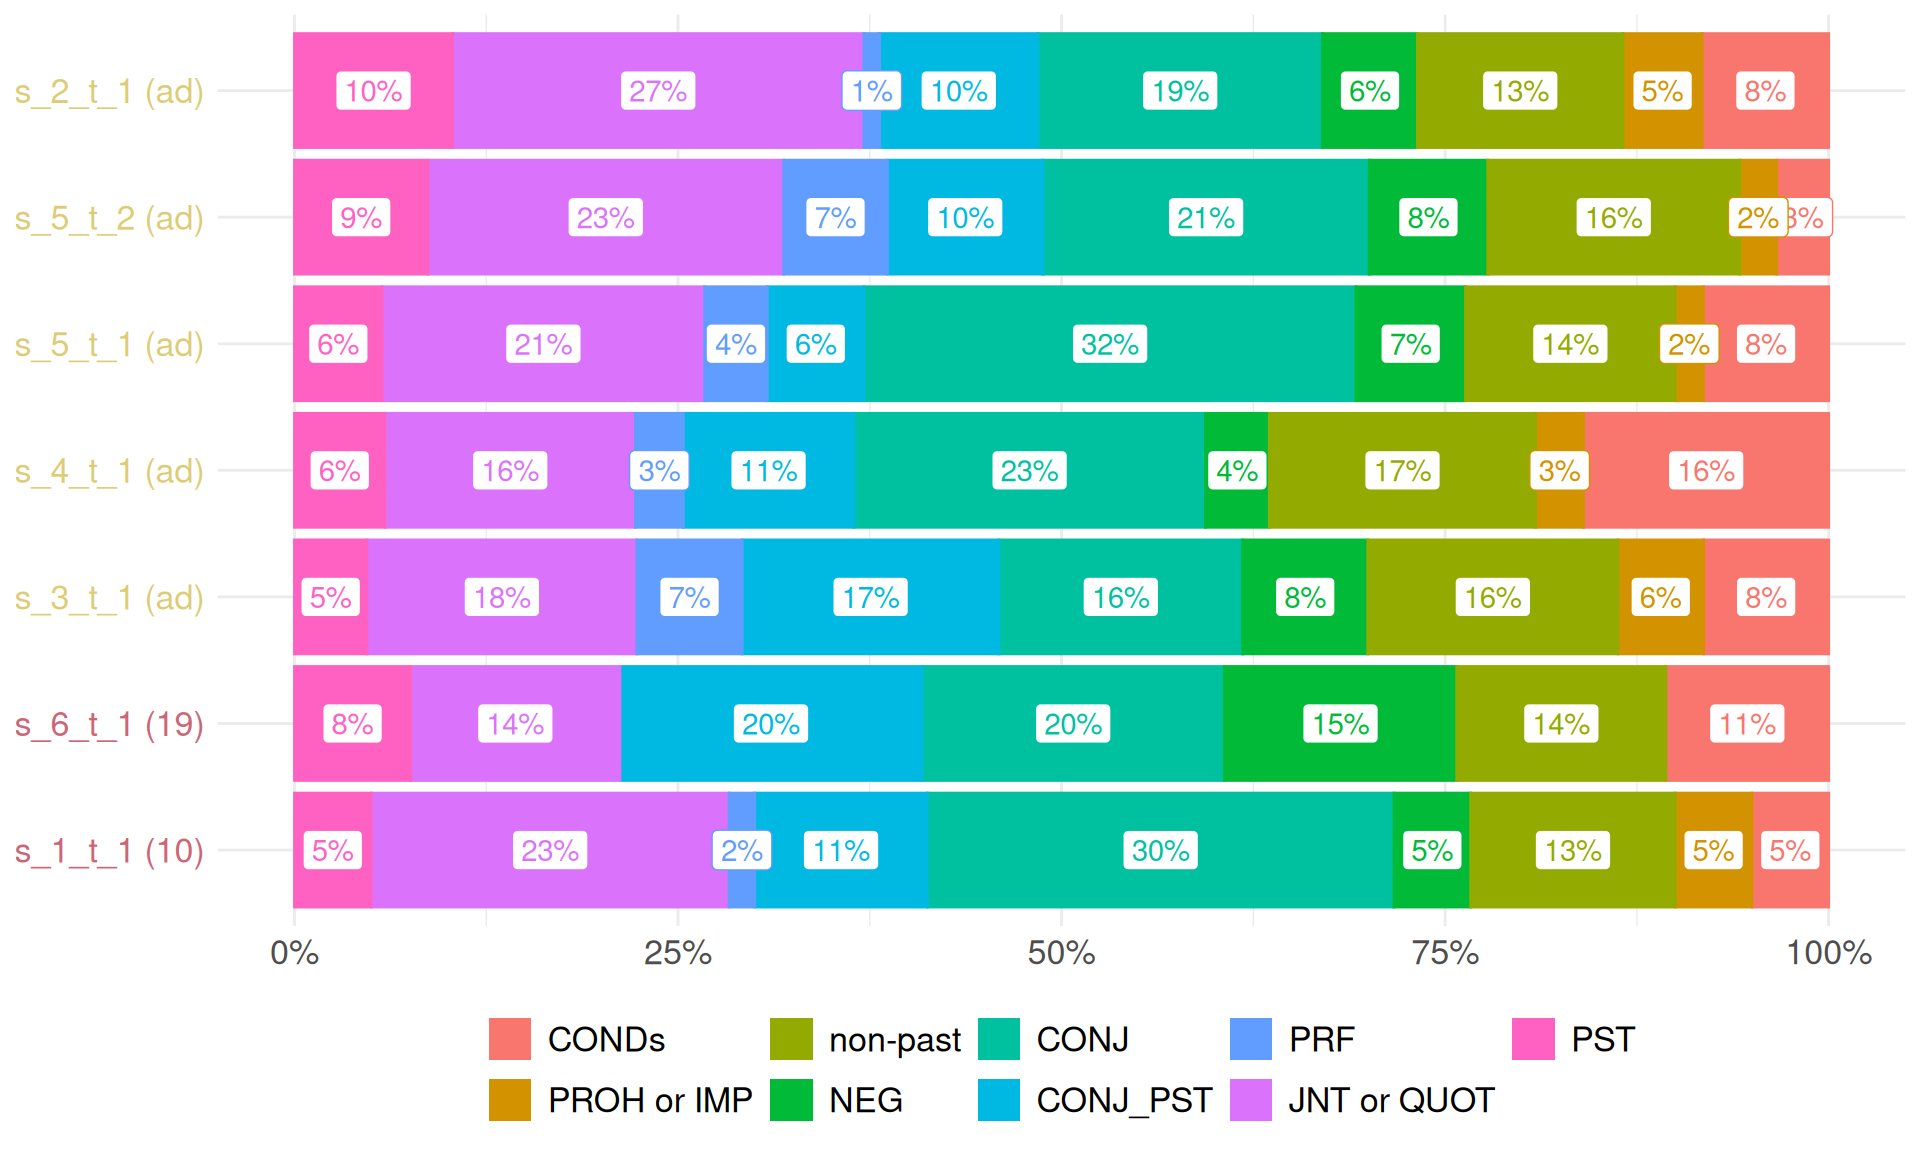 s_2_t_1 (ad) 10% 27% 1% 10% 19% 6% 13% 5% 8%
s_5_t_2 (ad) 9% 23% 7% 10% 21% 8% 16% 2% 3%
s_5_t_1 (ad) 6% 21% 4% 6% 32% 7% 14% 2% 8%
s_4_t_1 (ad) 6% 16% 3% 11% 23% 4% 17% 3% 16%
s_3_t_1 (ad) 5% 18% 7% 17% 16% 8% 16% 6% 8%
s_6_t_1 (19) 8% 14% 20% 20% 15% 14% 11%
s_1_t_1 (10) 5% 23% 2% 11% 30% 5% 13% 5% 5%
0% 25% 50% 75% 100%
CONDs non-past CONJ PRF PST
PROH or IMP NEG CONJ_PST JNT or QUOT